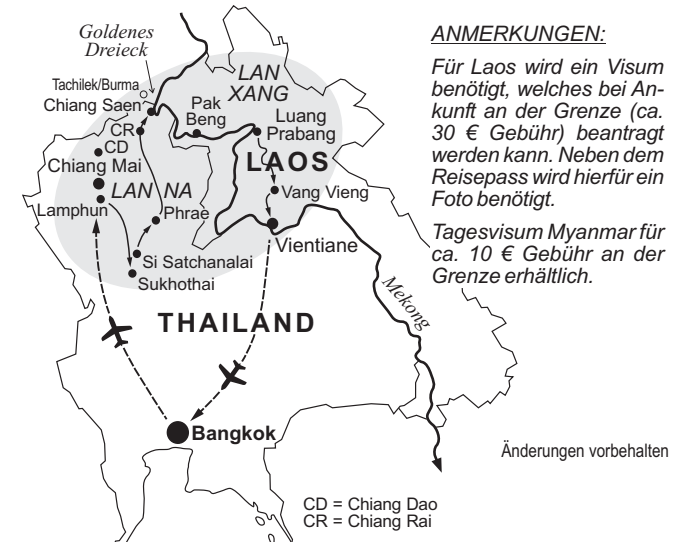 Goldenes
Dreieck
Tachilek/Burma
Chiang Saen
LAN
XANG
Pak
Beng
Luang
Prabang
CR
CD
Chiang Mai
LAOS
LAN NA
Vang Vieng
Lamphun
Phrae
Vientiane
Si Satchanalai
Sukhothai
THAILAND
Mekong
Bangkok
CD = Chiang Dao
CR = Chiang Rai
ANMERKUNGEN:
Für Laos wird ein Visum
benötigt, welches bei An-
kunft an der Grenze (ca.
30 € Gebühr) beantragt
werden kann. Neben dem
Reisepass wird hierfür ein
Foto benötigt.
Tagesvisum Myanmar für
ca. 10 € Gebühr an der
Grenze erhältlich.
Änderungen vorbehalten